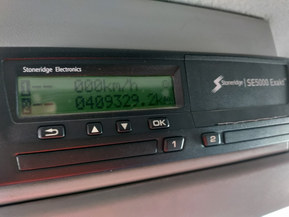 Stoneridge Electronics
Stoneridge | SE5000 Exakt
000km/h
0409329.2km
OK
1
2